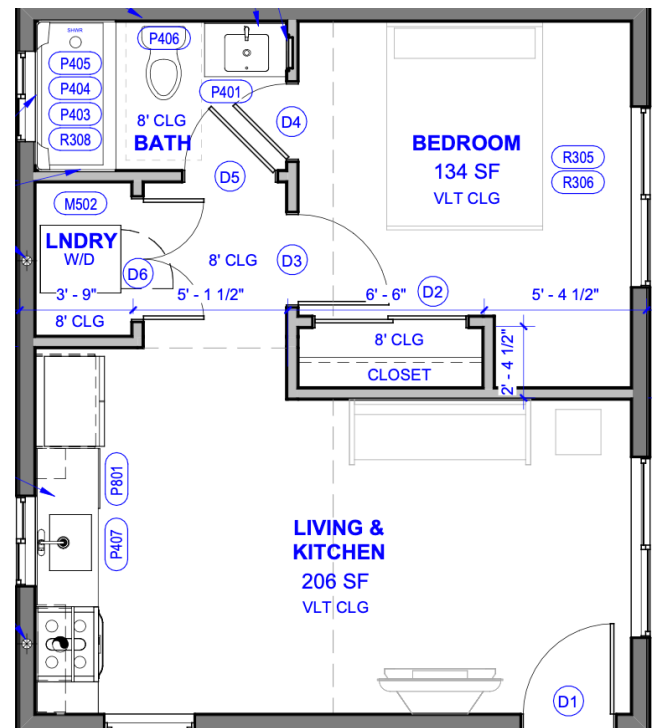 SHWR
P406
P405
P404
P403
R308
P401
8' CLG
BATH
D4
D5
BEDROOM
134 SF
VLT CLG
R305
R306
M502
LNDRY
W/D
D6
8' CLG
D3
D2
3' - 9"
5' - 1 1/2"
6' - 6"
5' - 4 1/2"
8' CLG
8' CLG
CLOSET
2' - 4 1/2"
P801
P407
LIVING &
KITCHEN
206 SF
VLT CLG
D1